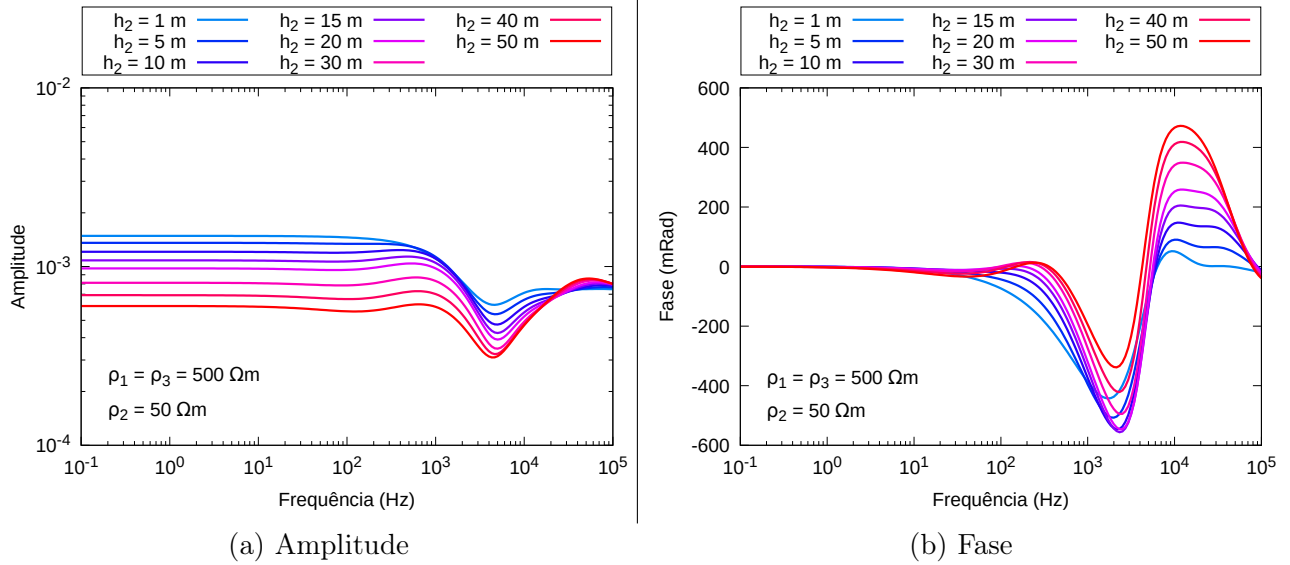 h2 = 1 m h2 = 15 m h2 = 40 m
h2 = 5 m h2 = 20 m h2 = 50 m
h2 = 10 m h2 = 30 m
10-2
10-3
10-4
Amplitude
ρ1 = ρ3 = 500 Ωm
ρ2 = 50 Ωm
10-1 100 101 102 103 104 105
Frequência (Hz)
(a) Amplitude
h2 = 1 m h2 = 15 m h2 = 40 m
h2 = 5 m h2 = 20 m h2 = 50 m
h2 = 10 m h2 = 30 m
600
400
200
0
-200
-400
-600
Fase (mRad)
ρ1 = ρ3 = 500 Ωm
ρ2 = 50 Ωm
10-1 100 101 102 103 104 105
Frequência (Hz)
(b) Fase